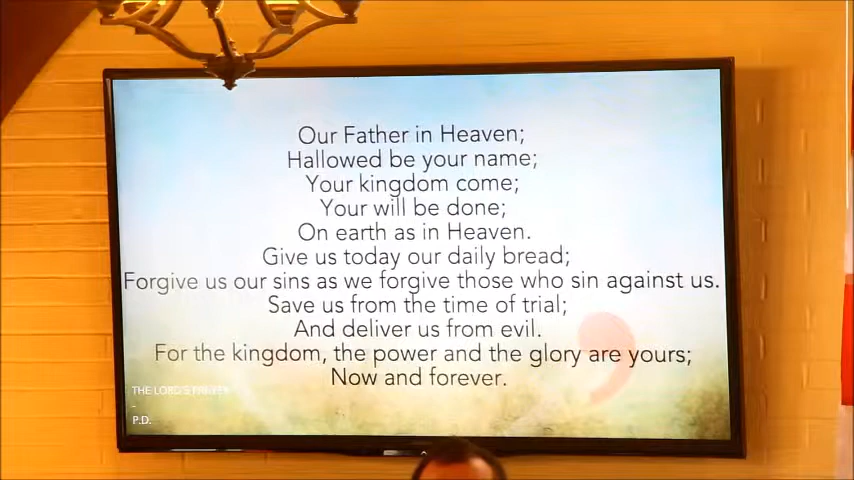 Our Father in Heaven;
Hallowed be your name;
Your kingdom come;
Your will be done;
On earth as in Heaven.
Give us today our daily bread;
Forgive us our sins as we forgive those who sin against us.
Save us from the time of trial;
And deliver us from evil.
For the kingdom, the power and the glory are yours;
Now and forever.
THE LORD'S PRAYER
-
P.D.